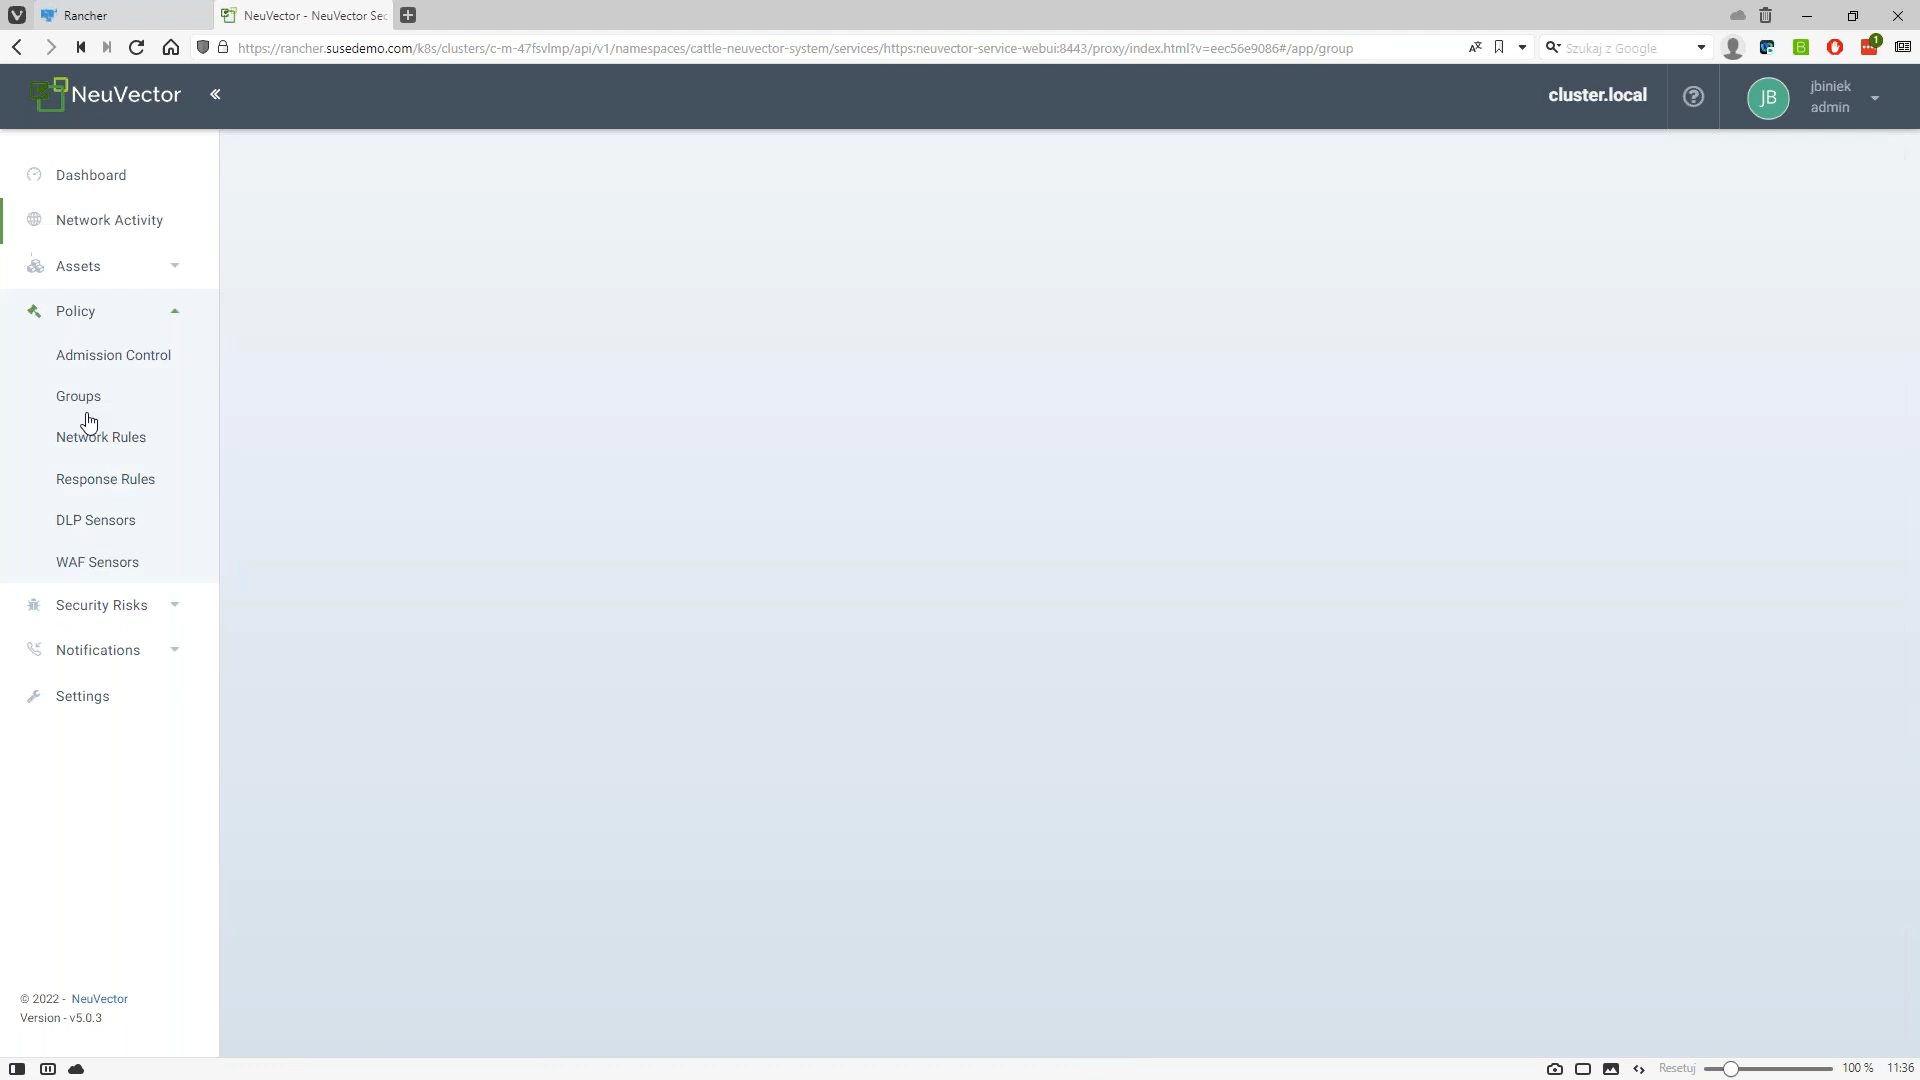 Rancher
NeuVector - NeuVector Sec
https://rancher.susedemo.com/k8s/clusters/c-m-47fsvlmp/api/v1/namespaces/cattle-neuvector-system/services/https:neuvector-service-webui:8443/proxy/index.html?v=eec56e9086#/app/group
Szukaj z Google
1
NeuVector
cluster.local
JB
jbiniek
admin
Dashboard
Network Activity
Assets
Policy
Admission Control
Groups
Network Rules
Response Rules
DLP Sensors
WAF Sensors
Security Risks
Notifications
Settings
© 2022 - NeuVector
Version - v5.0.3
Resetuj
100 %
11:36